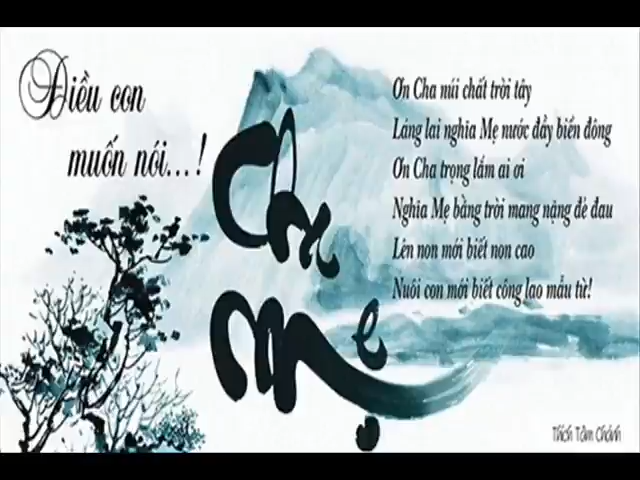 Điều con
muốn nói...!
Cha
Mẹ
Ơn Cha núi chất trời tây
Láng lai nghĩa Mẹ nước đầy biển đông
Ơn Cha trọng lắm ai ơi
Nghĩa Mẹ bằng trời mang nặng đẻ đau
Lên non mới biết non cao
Nuôi con mới biết công lao mẫu từ!
Thích Tâm Chánh